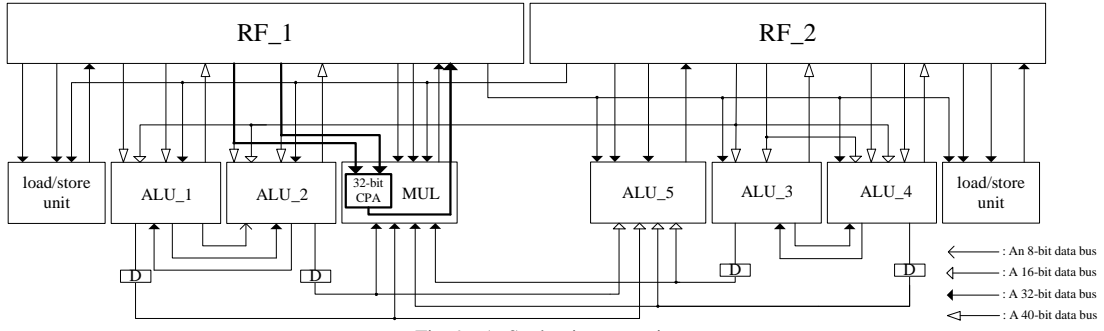 RF_1
RF_2
load/store
unit
ALU_1
ALU_2
32-bit
CPA
MUL
ALU_5
ALU_3
ALU_4
load/store
unit
D
D
D
D
: An 8-bit data bus
: A 16-bit data bus
: A 32-bit data bus
: A 40-bit data bus